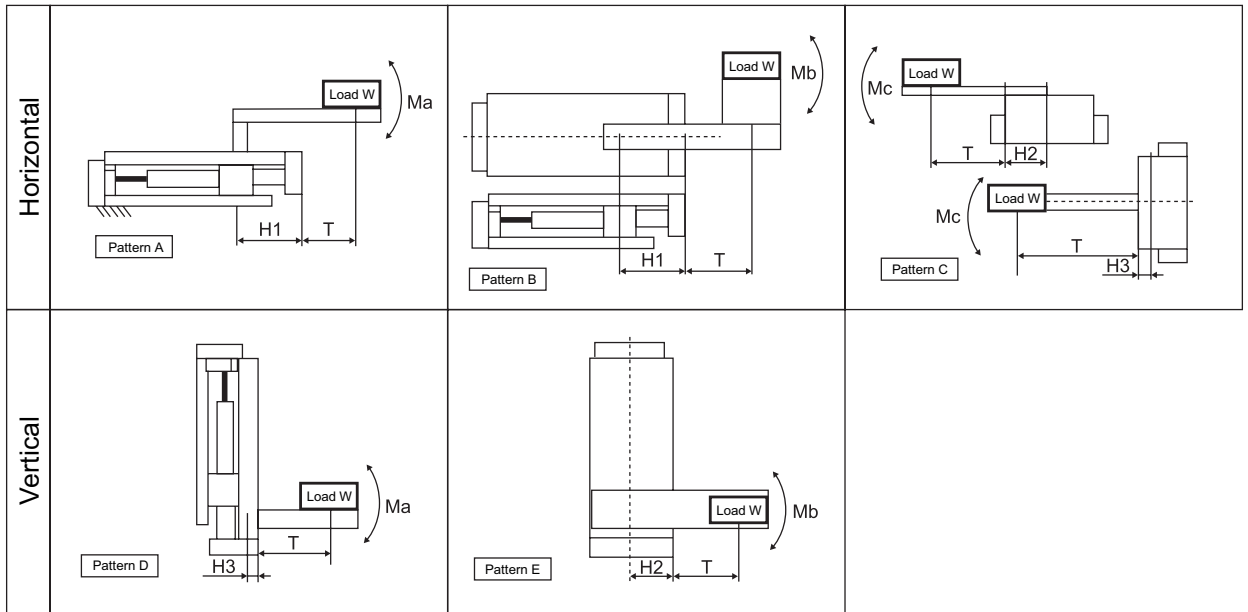 Horizontal
Load W
Ma
H1
T
Pattern A
Load W
Mb
H1
T
Pattern B
Load W
Mc
T
H2
Load W
Mc
T
H3
Pattern C
Vertical
Load W
Ma
T
H3
Pattern D
Load W
Mb
H2
T
Pattern E